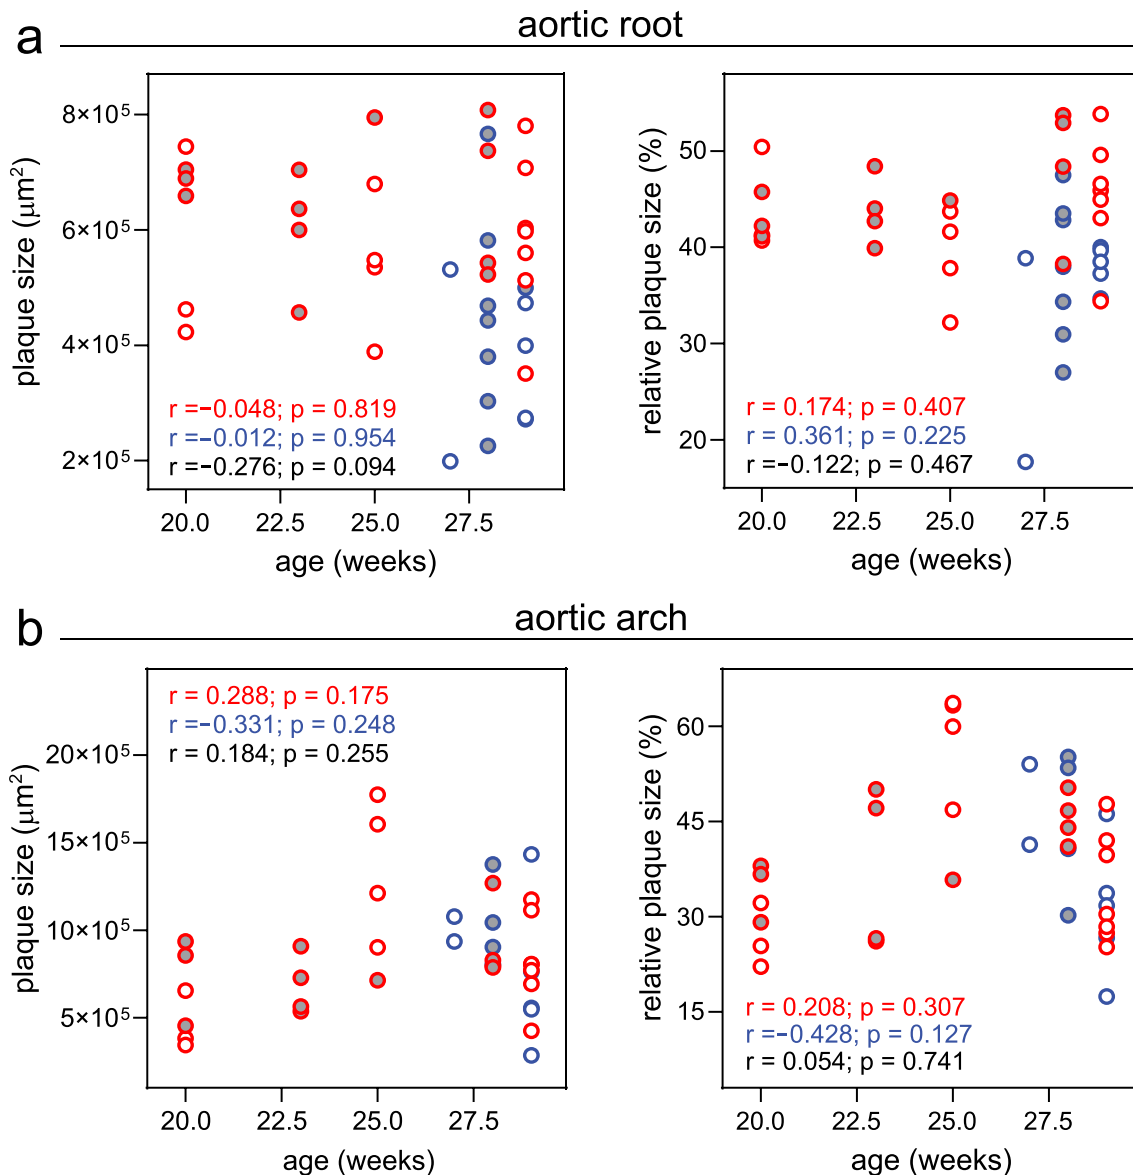 a
aortic root
plaque size (μm²)
8×10⁵
6×10⁵
4×10⁵
2×10⁵
r =−0.048; p = 0.819
r =−0.012; p = 0.954
r =−0.276; p = 0.094
20.0 22.5 25.0 27.5
age (weeks)
relative plaque size (%)
50
40
30
20
r = 0.174; p = 0.407
r = 0.361; p = 0.225
r =−0.122; p = 0.467
20.0 22.5 25.0 27.5
age (weeks)
b
aortic arch
plaque size (μm²)
r = 0.288; p = 0.175
r =−0.331; p = 0.248
r = 0.184; p = 0.255
20×10⁵
15×10⁵
10×10⁵
5×10⁵
20.0 22.5 25.0 27.5
age (weeks)
relative plaque size (%)
60
45
30
15
r = 0.208; p = 0.307
r =−0.428; p = 0.127
r = 0.054; p = 0.741
20.0 22.5 25.0 27.5
age (weeks)